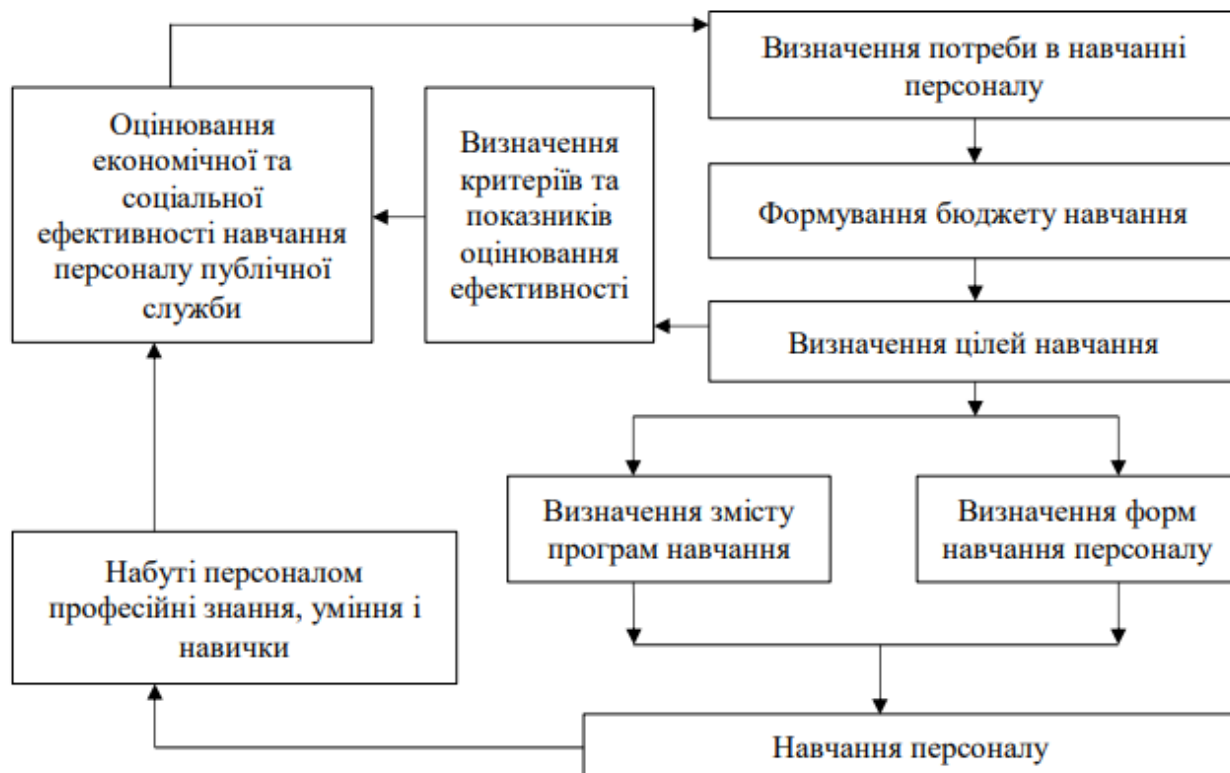 Визначення потреби в навчанні
персоналу
Оцінювання
економічної та
соціальної
ефективності навчання
персоналу публічної
служби
Визначення
критеріїв та
показників
оцінювання
ефективності
Формування бюджету навчання
Визначення цілей навчання
Визначення змісту
програм навчання
Визначення форм
навчання персоналу
Набуті персоналом
професійні знання, уміння і
навички
Навчання персоналу